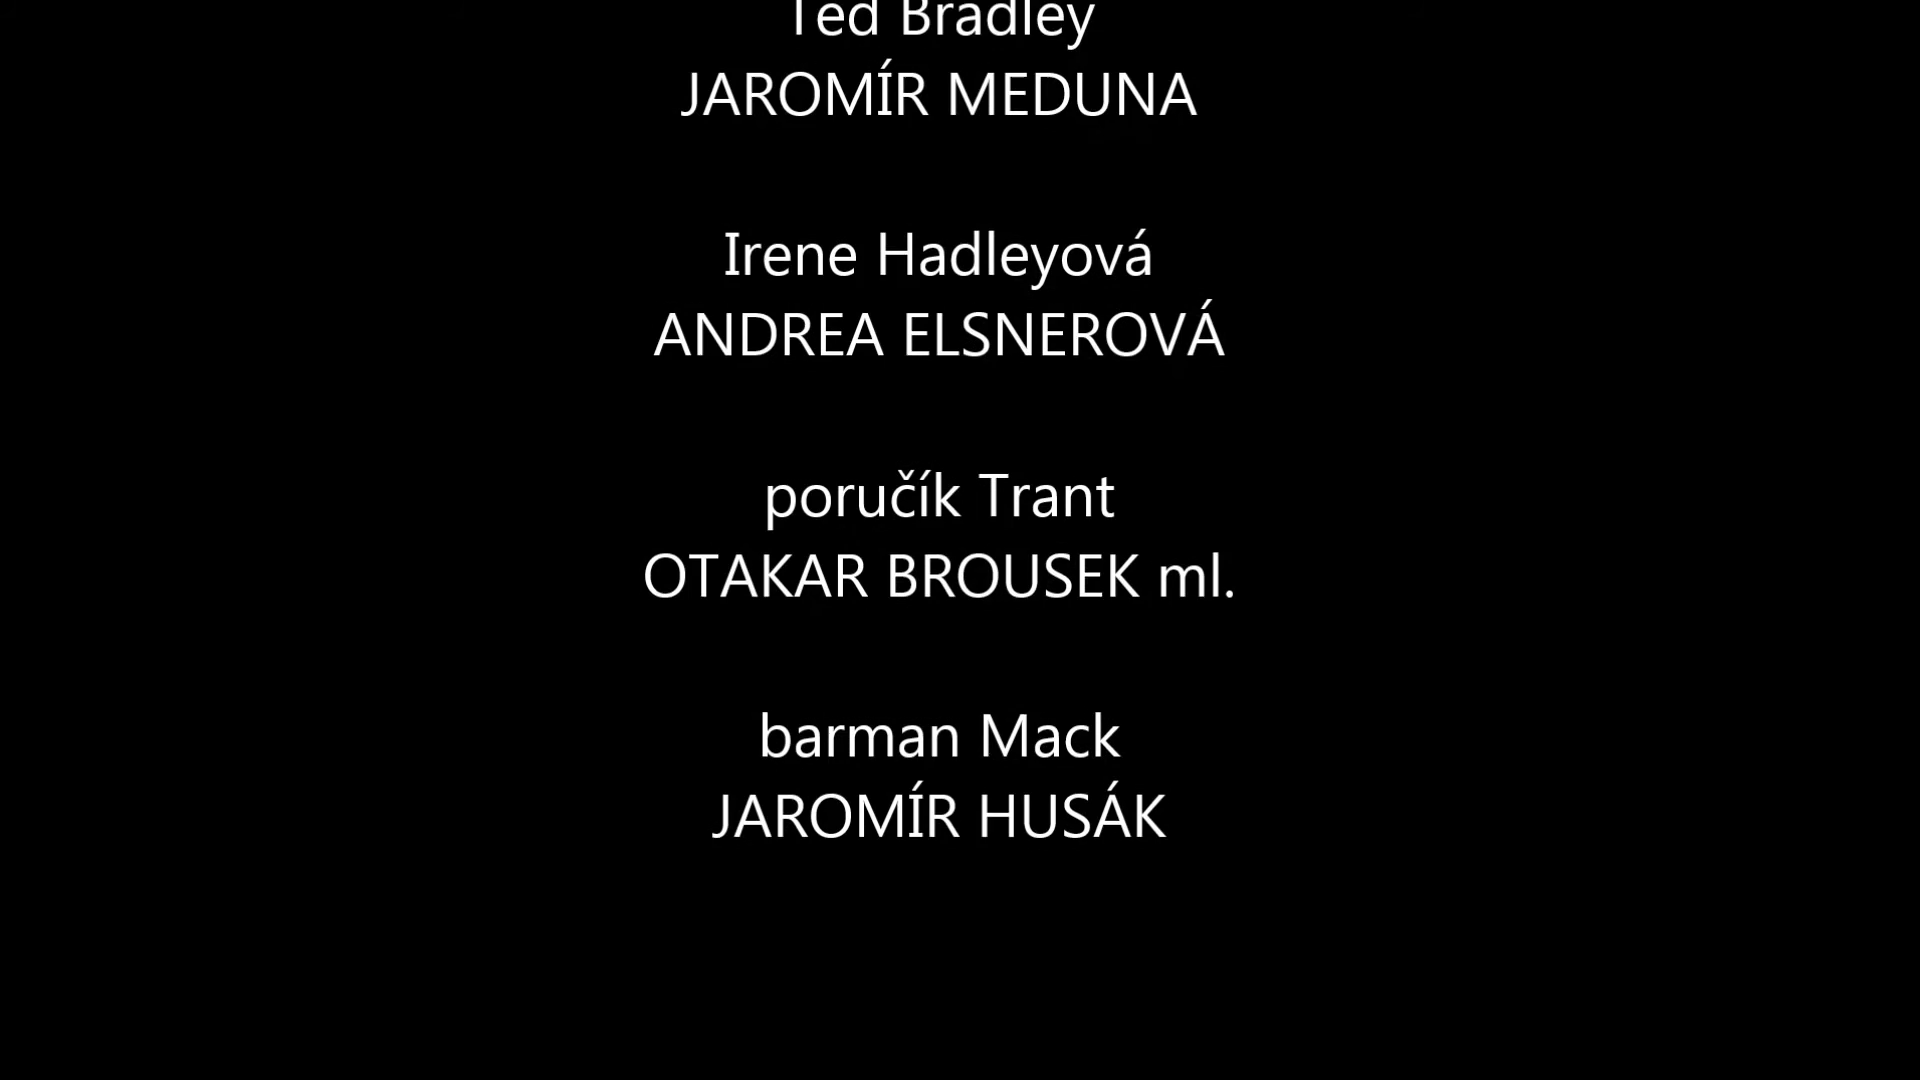 Ted Bradley
JAROMÍR MEDUNA
Irene Hadleyová
ANDREA ELSNEROVÁ
poručík Trant
OTAKAR BROUSEK ml.
barman Mack
JAROMÍR HUSÁK